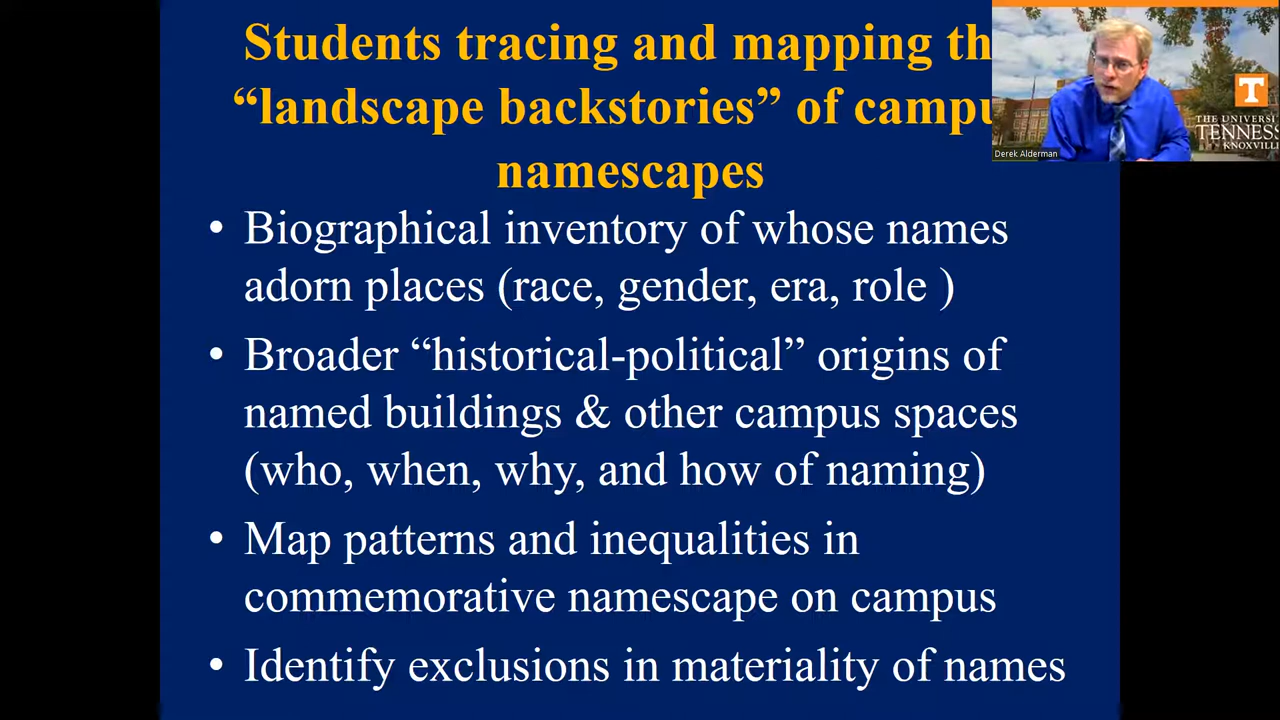 Students tracing and mapping th
“landscape backstories” of campu
namescapes
• Biographical inventory of whose names
adorn places (race, gender, era, role )
• Broader “historical-political” origins of
named buildings & other campus spaces
(who, when, why, and how of naming)
• Map patterns and inequalities in
commemorative namescape on campus
• Identify exclusions in materiality of names
T
THE UNIVERSI
TENNESS
KNOXVILLE
Derek Alderman